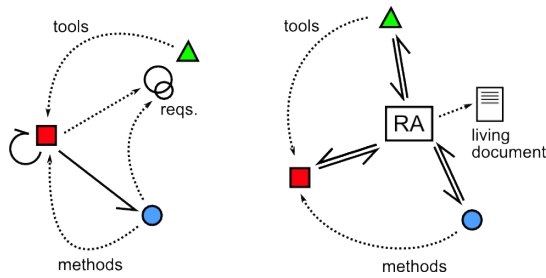 tools
reqs.
methods
tools
RA
living
document
methods